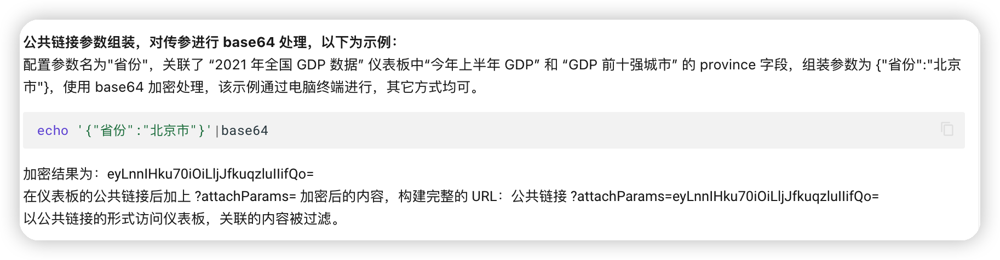 公共链接参数组装，对传参进行 base64 处理，以下为示例：
配置参数名为"省份"，关联了 “2021 年全国 GDP 数据” 仪表板中“今年上半年 GDP” 和 “GDP 前十强城市” 的 province 字段，组装参数为 {"省份":"北京
市"}，使用 base64 加密处理，该示例通过电脑终端进行，其它方式均可。
echo '{"省份":"北京市"}'|base64
加密结果为：eyLnnIHku70iOiLljJfkuqzluIIifQo=
在仪表板的公共链接后加上 ?attachParams= 加密后的内容，构建完整的 URL：公共链接 ?attachParams=eyLnnIHku70iOiLljJfkuqzluIIifQo=
以公共链接的形式访问仪表板，关联的内容被过滤。